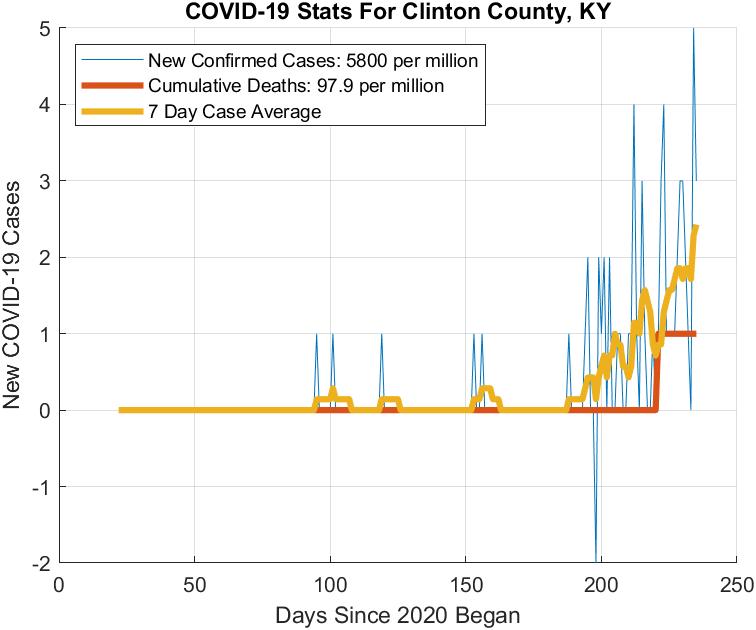 COVID-19 Stats For Clinton County, KY
New Confirmed Cases: 5800 per million
Cumulative Deaths: 97.9 per million
7 Day Case Average
New COVID-19 Cases
5
4
3
2
1
0
-1
-2
0 50 100 150 200 250
Days Since 2020 Began